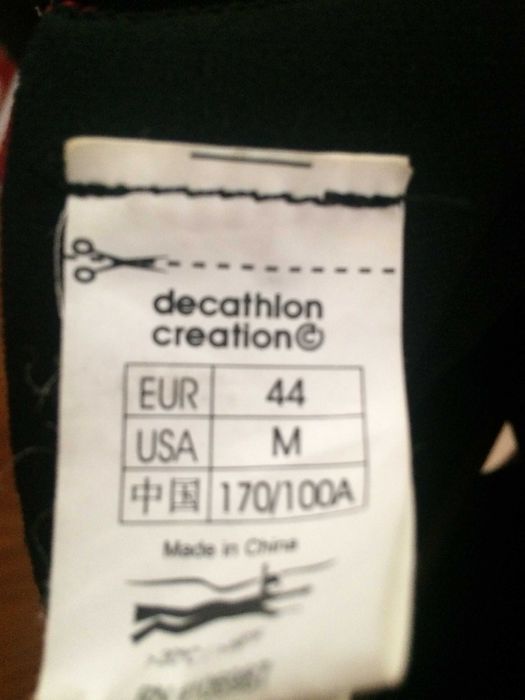 decathlon
creation©
EUR 44
USA M
中国 170/100A
Made in China